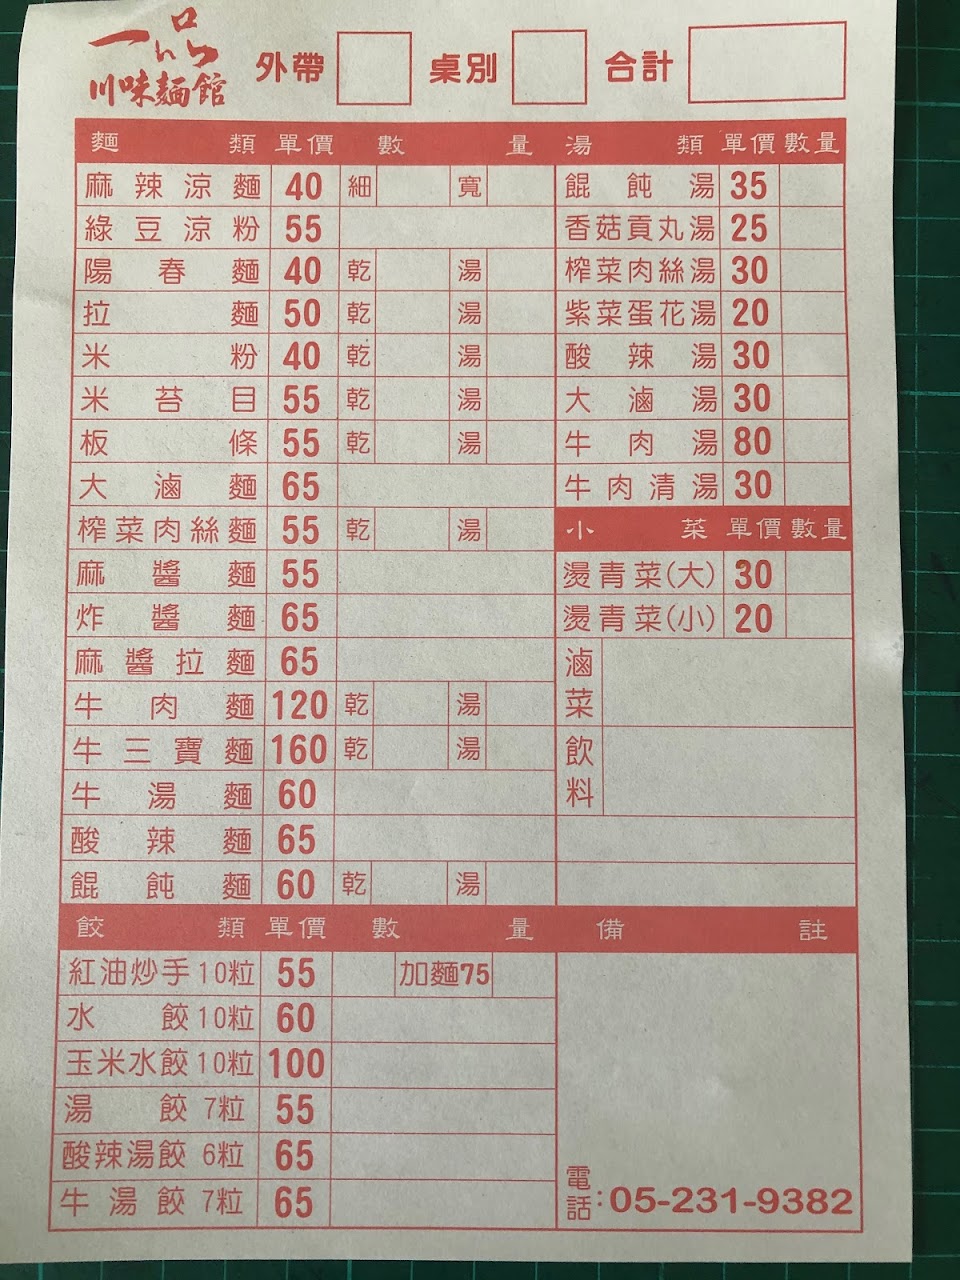 一品
川味麵館
外帶 桌別 合計
麵類 單價 數量 湯類 單價 數量
麻辣涼麵 40 細 寬 餛飩湯 35
綠豆涼粉 55 香菇貢丸湯 25
陽春麵 40 乾 湯 榨菜肉絲湯 30
拉麵 50 乾 湯 紫菜蛋花湯 20
米粉 40 乾 湯 酸辣湯 30
米苔目 55 乾 湯 大滷湯 30
板條 55 乾 湯 牛肉湯 80
大滷麵 65 牛肉清湯 30
榨菜肉絲麵 55 乾 湯 小菜 單價 數量
麻醬麵 55 燙青菜(大) 30
炸醬麵 65 燙青菜(小) 20
麻醬拉麵 65 滷菜
牛肉麵 120 乾 湯
牛三寶麵 160 乾 湯 飲料
牛湯麵 60
酸辣麵 65
餛飩麵 60 乾 湯
餃類 單價 數量 備註
紅油炒手10粒 55 加麵75
水餃10粒 60
玉米水餃10粒 100
湯餃7粒 55
酸辣湯餃6粒 65
牛湯餃7粒 65
電話:05-231-9382